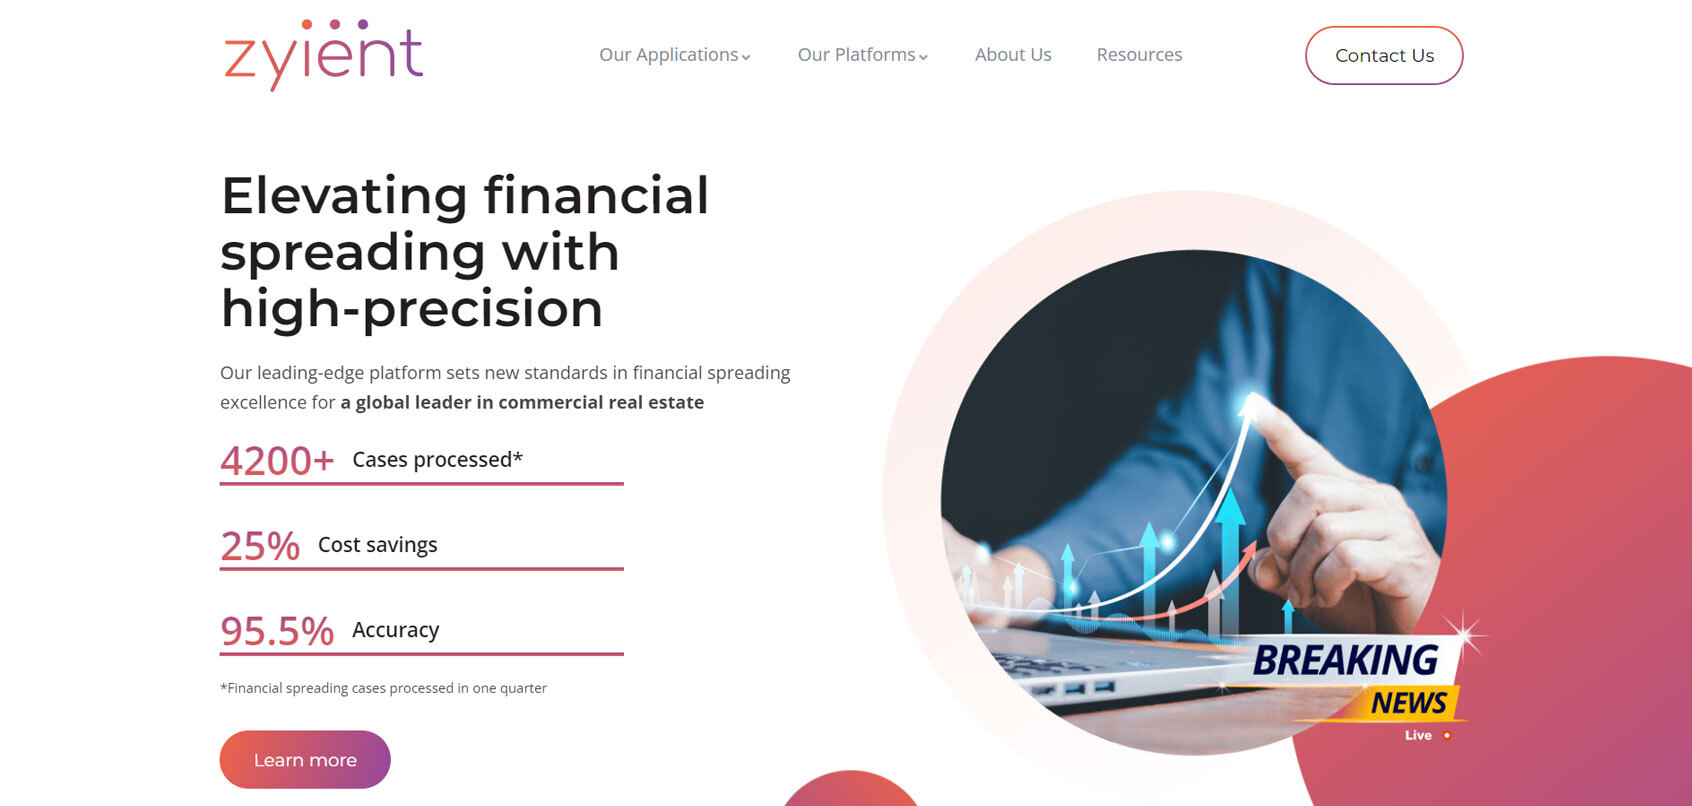 zyiënt
Our Applications
Our Platforms
About Us
Resources
Contact Us
Elevating financial
spreading with
high-precision
Our leading-edge platform sets new standards in financial spreading
excellence for a global leader in commercial real estate
4200+ Cases processed*
25% Cost savings
95.5% Accuracy
*Financial spreading cases processed in one quarter
Learn more
BREAKING
NEWS
Live